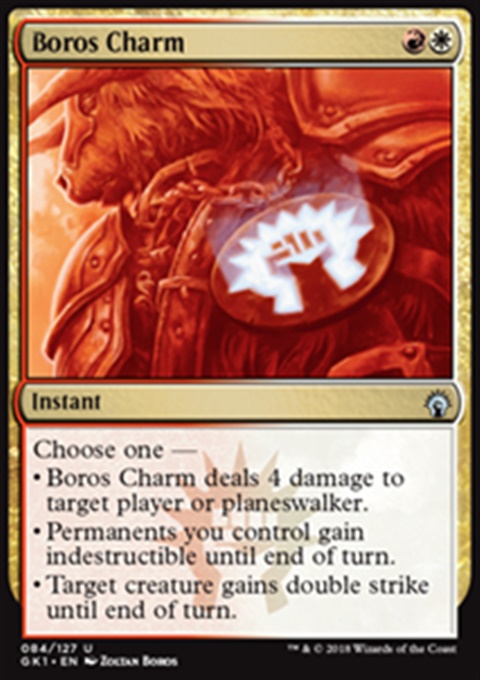 Boros Charm
Instant
Choose one —
• Boros Charm deals 4 damage to
target player or planeswalker.
• Permanents you control gain
indestructible until end of turn.
• Target creature gains double strike
until end of turn.
084/127 U
GK1 • EN Zoltan Boros
™ & © 2018 Wizards of the Coast